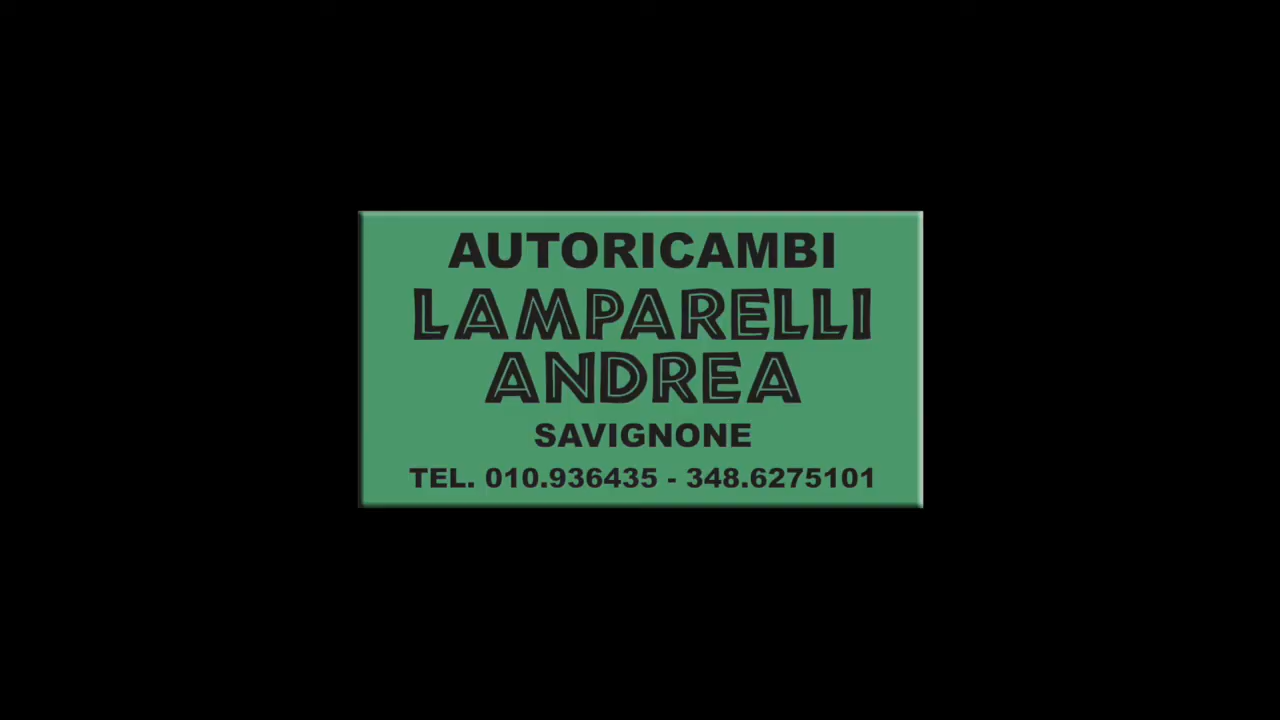 AUTORICAMBI
LAMPARELLI
ANDREA
SAVIGNONE
TEL. 010.936435 - 348.6275101